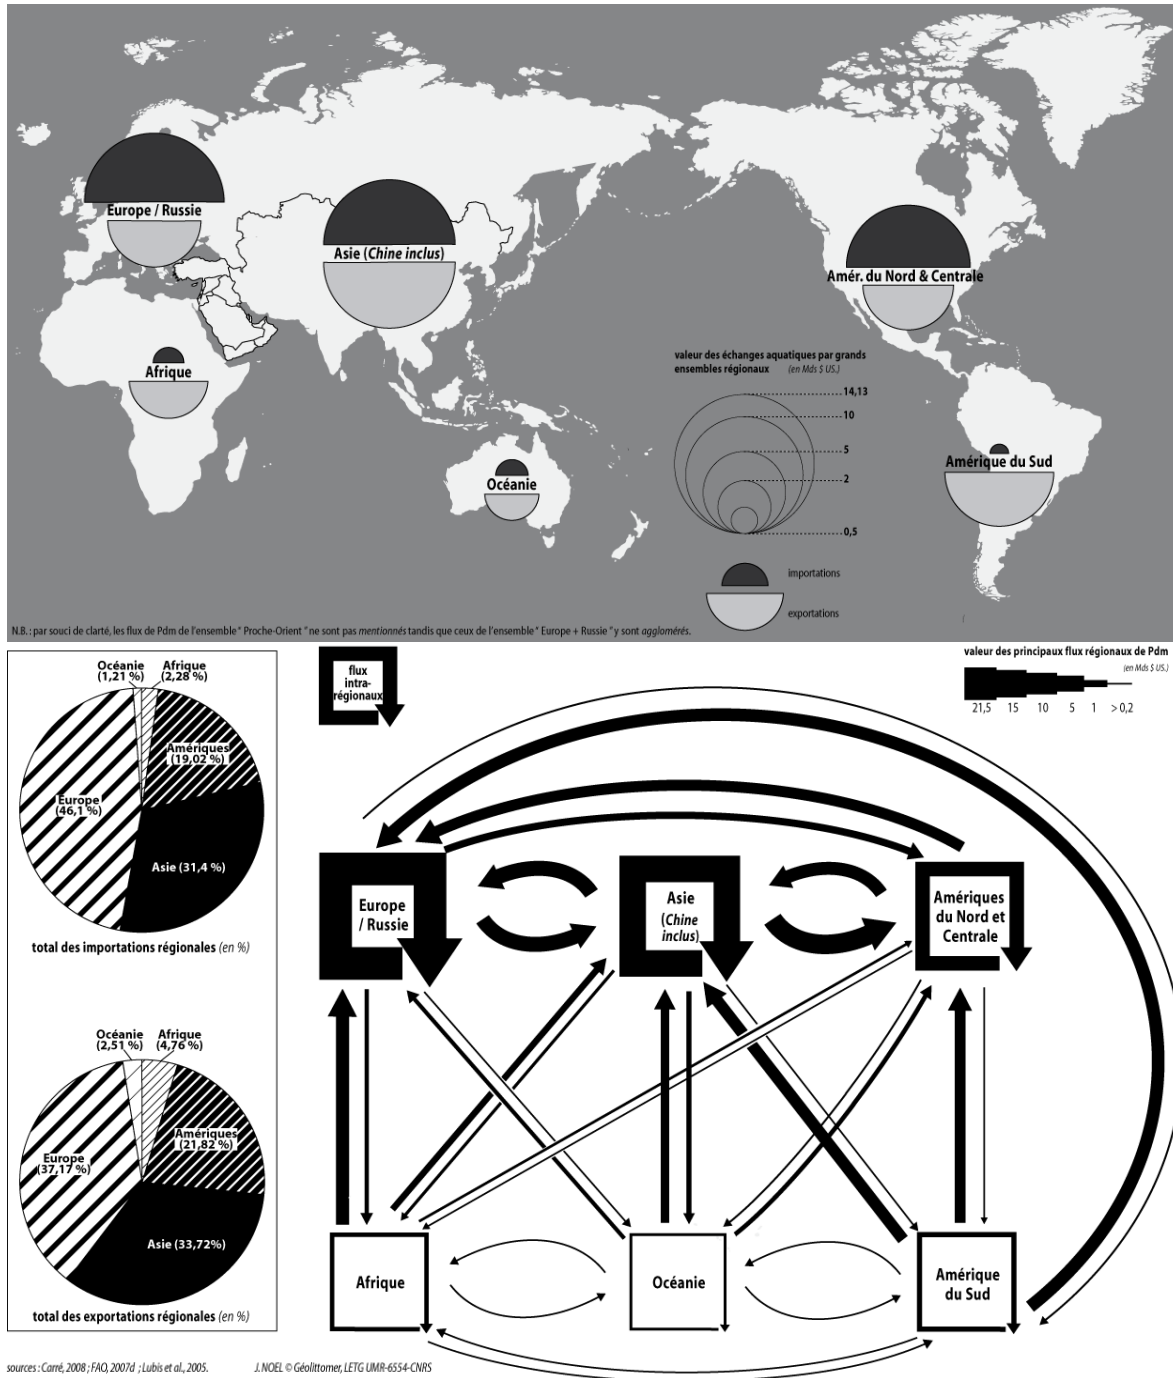 Europe / Russie
Asie (Chine inclus)
Amér. du Nord & Centrale
Afrique
Océanie
Amérique du Sud
valeur des échanges aquatiques par grands
ensembles régionaux (en Mds $ US.)
14,13
10
5
2
0,5
importations
exportations
N.B. : par souci de clarté, les flux de Pdm de l'ensemble " Proche-Orient " ne sont pas mentionnés tandis que ceux de l'ensemble " Europe + Russie " y sont agglomérés.
Océanie
(1,21 %)
Afrique
(2,28 %)
Amériques
(19,02 %)
Europe
(46,1 %)
Asie (31,4 %)
total des importations régionales (en %)
Océanie
(2,51 %)
Afrique
(4,76 %)
Amériques
(21,82 %)
Europe
(37,17 %)
Asie (33,72%)
total des exportations régionales (en %)
flux
intra-
régionaux
valeur des principaux flux régionaux de Pdm
(en Mds $ US.)
21,5 15 10 5 1 > 0,2
Europe
/ Russie
Asie
(Chine
inclus)
Amériques
du Nord et
Centrale
Afrique
Océanie
Amérique
du Sud
sources : Carré, 2008 ; FAO, 2007d ; Lubis et al., 2005.
J. NOEL © Géolittomer, LETG UMR-6554-CNRS